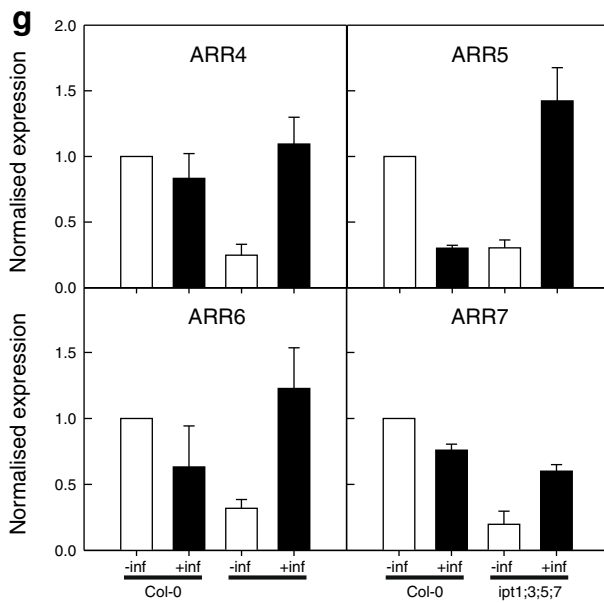 g
ARR4
ARR5
Normalised expression
2.0
1.5
1.0
0.5
0.0
ARR6
ARR7
Normalised expression
1.5
1.0
0.5
0.0
-inf +inf -inf +inf -inf +inf -inf +inf
Col-0 Col-0 ipt1;3;5;7